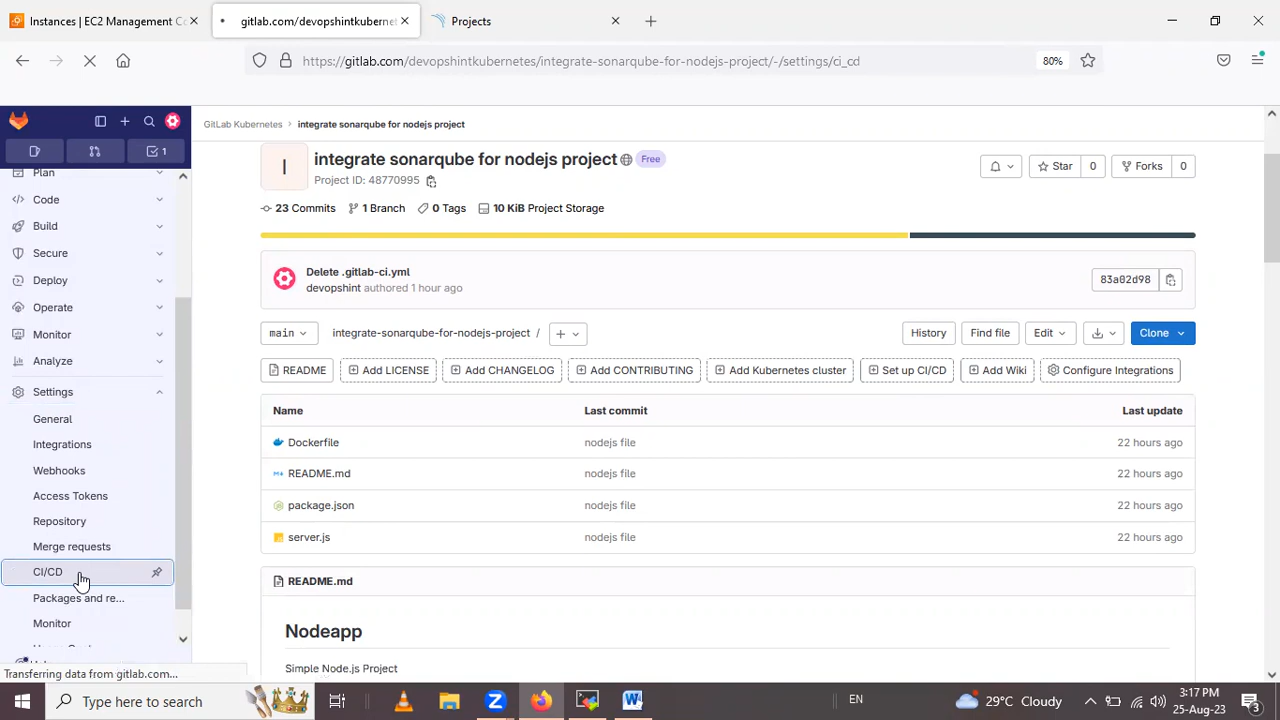 Instances | EC2 Management Co
gitlab.com/devopshintkubernet
Projects
https://gitlab.com/devopshintkubernetes/integrate-sonarqube-for-nodejs-project/-/settings/ci_cd
80%
1
Plan
Code
Build
Secure
Deploy
Operate
Monitor
Analyze
Settings
General
Integrations
Webhooks
Access Tokens
Repository
Merge requests
CI/CD
Packages and re...
Monitor
Transferring data from gitlab.com...
GitLab Kubernetes > integrate sonarqube for nodejs project
I
integrate sonarqube for nodejs project Free
Project ID: 48770995
Star 0 Forks 0
23 Commits 1 Branch 0 Tags 10 KiB Project Storage
Delete .gitlab-ci.yml
devopshint authored 1 hour ago
83a02d98
main integrate-sonarqube-for-nodejs-project / + History Find file Edit Clone
README Add LICENSE Add CHANGELOG Add CONTRIBUTING Add Kubernetes cluster Set up CI/CD Add Wiki Configure Integrations
Name Last commit Last update
Dockerfile nodejs file 22 hours ago
README.md nodejs file 22 hours ago
package.json nodejs file 22 hours ago
server.js nodejs file 22 hours ago
README.md
Nodeapp
Simple Node.js Project
Type here to search
EN
29°C Cloudy
3:17 PM
25-Aug-23
3